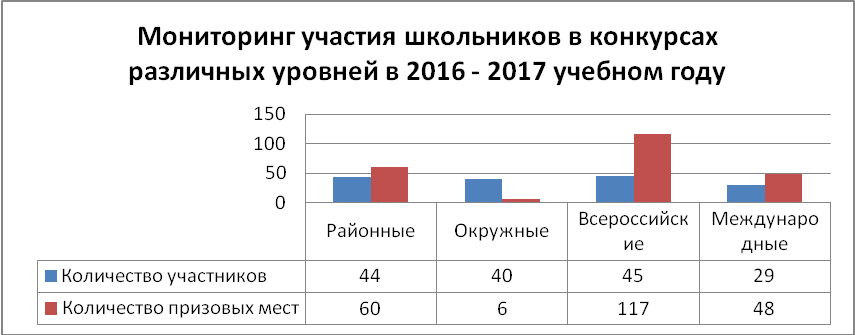 Мониторинг участия школьников в конкурсах
различных уровней в 2016 - 2017 учебном году
150
100
50
0
Районные Окружные Всероссийск
ие Международ
дные
Количество участников 44 40 45 29
Количество призовых мест 60 6 117 48